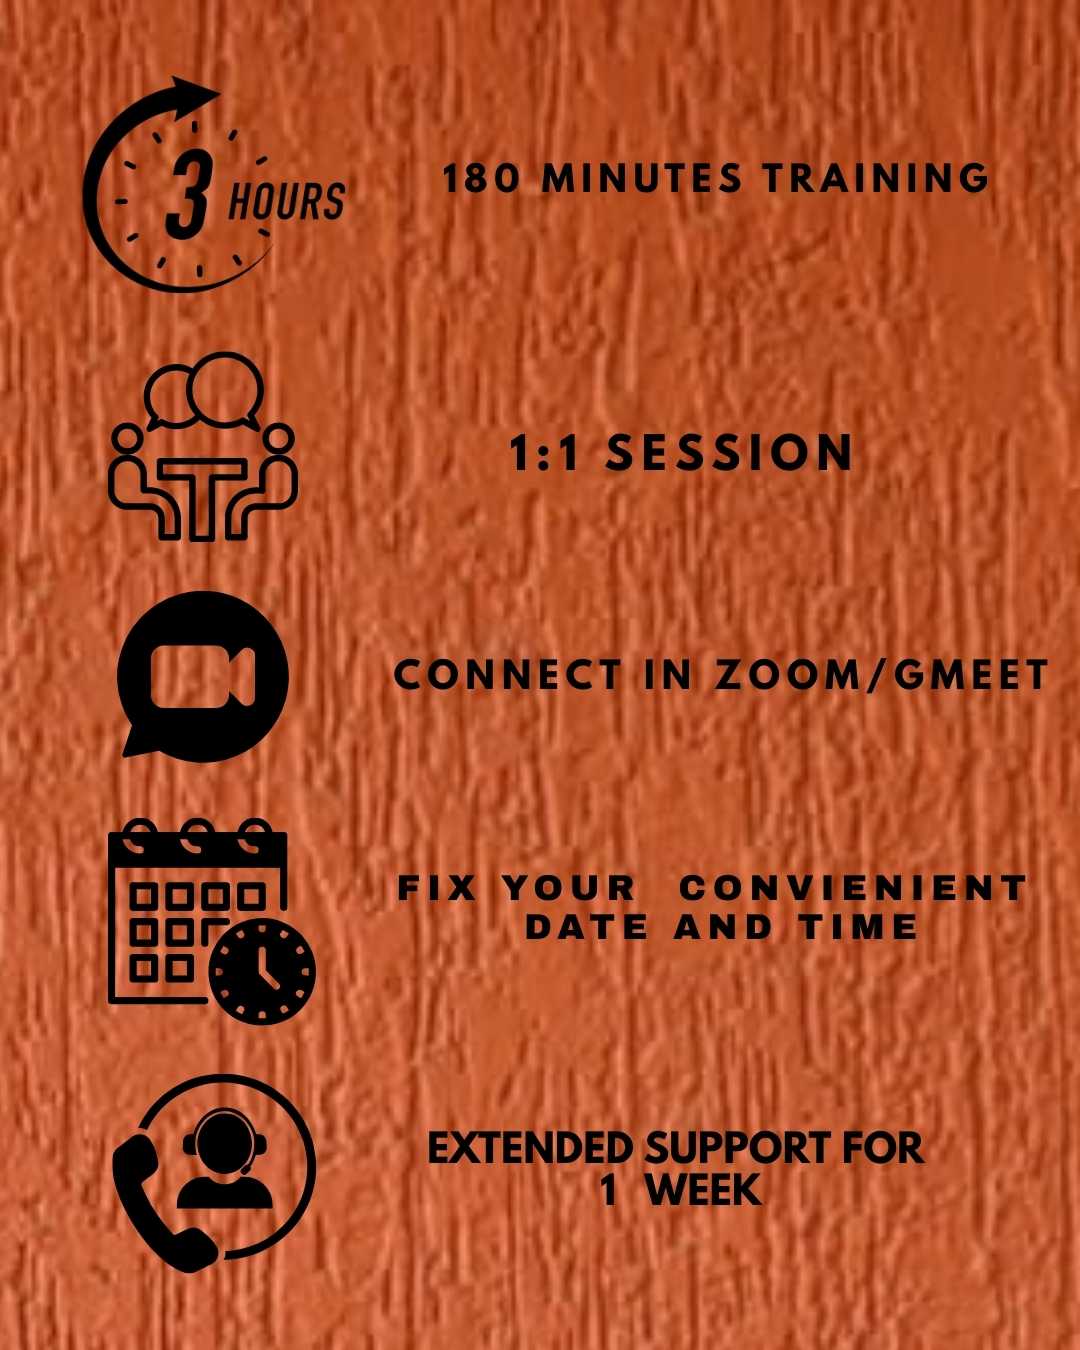 3 HOURS
180 MINUTES TRAINING
1:1 SESSION
CONNECT IN ZOOM/GMEET
FIX YOUR CONVIENIENT
DATE AND TIME
EXTENDED SUPPORT FOR
1 WEEK